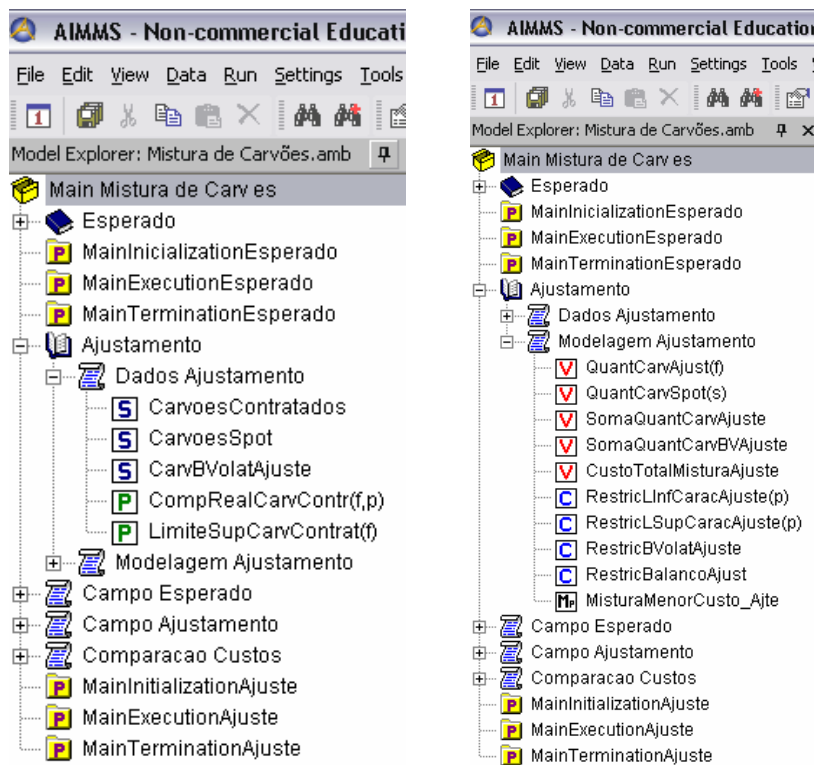 AIMMS - Non-commercial Educati
File Edit View Data Run Settings Tools
1
Model Explorer: Mistura de Carvões.amb
Main Mistura de Carv es
Esperado
P MainInicializationEsperado
P MainExecutionEsperado
P MainTerminationEsperado
Ajustamento
Dados Ajustamento
S CarvoesContratados
S CarvoesSpot
S CarvBVolatAjuste
P CompRealCarvContr(f,p)
P LimiteSupCarvContrat(f)
Modelagem Ajustamento
Campo Esperado
Campo Ajustamento
Comparacao Custos
P MainInitializationAjuste
P MainExecutionAjuste
P MainTerminationAjuste
AIMMS - Non-commercial Education
File Edit View Data Run Settings Tools
1
Model Explorer: Mistura de Carvões.amb
Main Mistura de Carv es
Esperado
P MainInicializationEsperado
P MainExecutionEsperado
P MainTerminationEsperado
Ajustamento
Dados Ajustamento
Modelagem Ajustamento
V QuantCarvAjust(f)
V QuantCarvSpot(s)
V SomaQuantCarvAjuste
V SomaQuantCarvBVAjuste
V CustoTotalMisturaAjuste
C RestricLInfCaracAjuste(p)
C RestricLSupCaracAjuste(p)
C RestricBVolatAjuste
C RestricBalancoAjust
MP MisturaMenorCusto_Ajte
Campo Esperado
Campo Ajustamento
Comparacao Custos
P MainInitializationAjuste
P MainExecutionAjuste
P MainTerminationAjuste